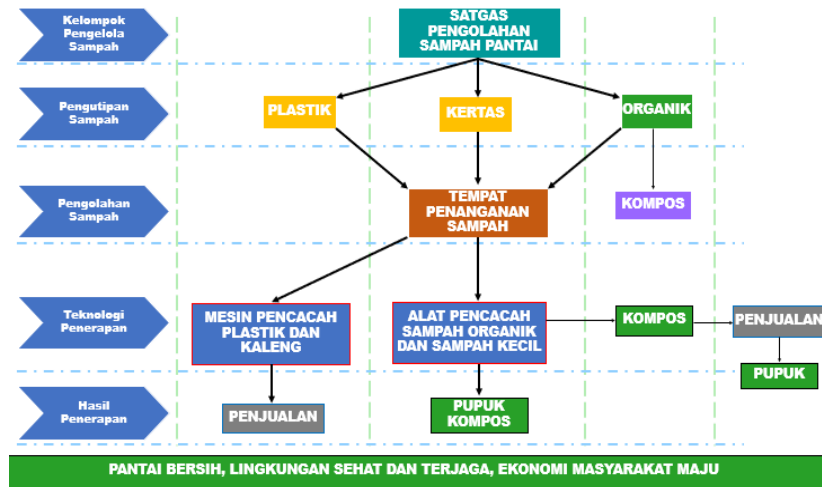 Kelompok
Pengelola
Sampah
SATGAS
PENGOLAHAN
SAMPAH PANTAI
Pengutipan
Sampah
PLASTIK
KERTAS
ORGANIK
Pengolahan
Sampah
TEMPAT
PENANGANAN
SAMPAH
KOMPOS
Teknologi
Penerapan
MESIN PENCACAH
PLASTIK DAN
KALENG
ALAT PENCACAH
SAMPAH ORGANIK
DAN SAMPAH KECIL
KOMPOS
PENJUALAN
PUPUK
Hasil
Penerapan
PENJUALAN
PUPUK
KOMPOS
PANTAI BERSIH, LINGKUNGAN SEHAT DAN TERJAGA, EKONOMI MASYARAKAT MAJU